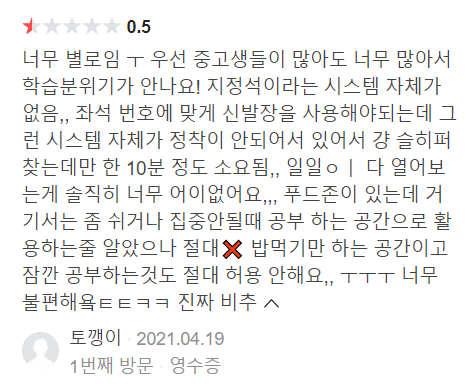 0.5
너무 별로임 ㅜ 우선 중고생들이 많아도 너무 많아서
학습분위기가 안나요! 지정석이라는 시스템 자체가
없음,, 좌석 번호에 맞게 신발장을 사용해야되는데 그
런 시스템 자체가 정착이 안되어서 있어서 걍 슬히퍼
찾는데만 한 10분 정도 소요됨,, 일일ㅇㅣ 다 열어보
는게 솔직히 너무 어이없어요,,, 푸드존이 있는데 거
기서는 좀 쉬거나 집중안될때 공부 하는 공간으로 활
용하는줄 알았으나 절대❌ 밥먹기만 하는 공간이고
잠깐 공부하는것도 절대 허용 안해요,, ㅜㅜㅜ 너무
불편해욬ㅌㅌㅋㅋ 진짜 비추 ㅅ
토깽이 · 2021.04.19
1번째 방문 · 영수증